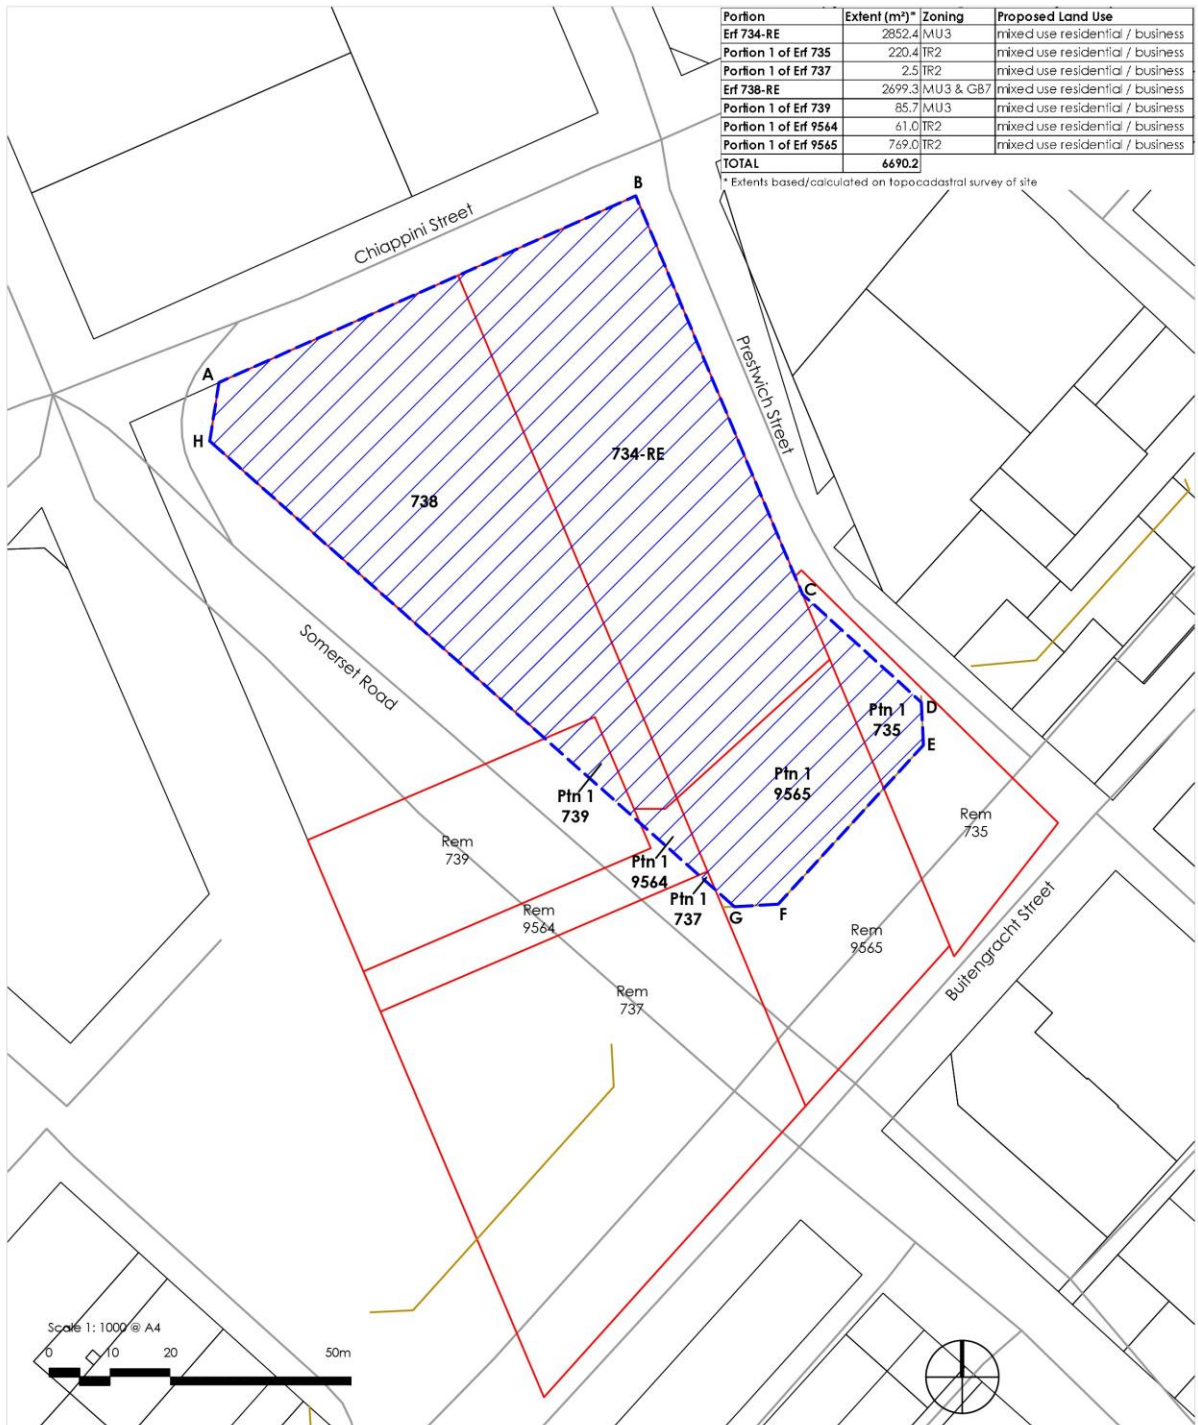 Portion Extent (m²)* Zoning Proposed Land Use
Erf 734-RE 2852.4 MU3 mixed use residential / business
Portion 1 of Erf 735 220.4 TR2 mixed use residential / business
Portion 1 of Erf 737 2.5 TR2 mixed use residential / business
Erf 738-RE 2699.3 MU3 & GB7 mixed use residential / business
Portion 1 of Erf 739 85.7 MU3 mixed use residential / business
Portion 1 of Erf 9564 61.0 TR2 mixed use residential / business
Portion 1 of Erf 9565 769.0 TR2 mixed use residential / business
TOTAL 6690.2
* Extents based/calculated on topocadastral survey of site
B
Chiappini Street
A
Prestwich Street
H
734-RE
738
C
Somerset Road
Ptn 1
735
D
E
Ptn 1
9565
Ptn 1
739
Rem
735
Rem
739
Ptn 1
9564
Ptn 1
737
G
F
Rem
9564
Rem
9565
Buitengracht Street
Rem
737
Scale 1: 1000 @ A4
0 10 20 50m